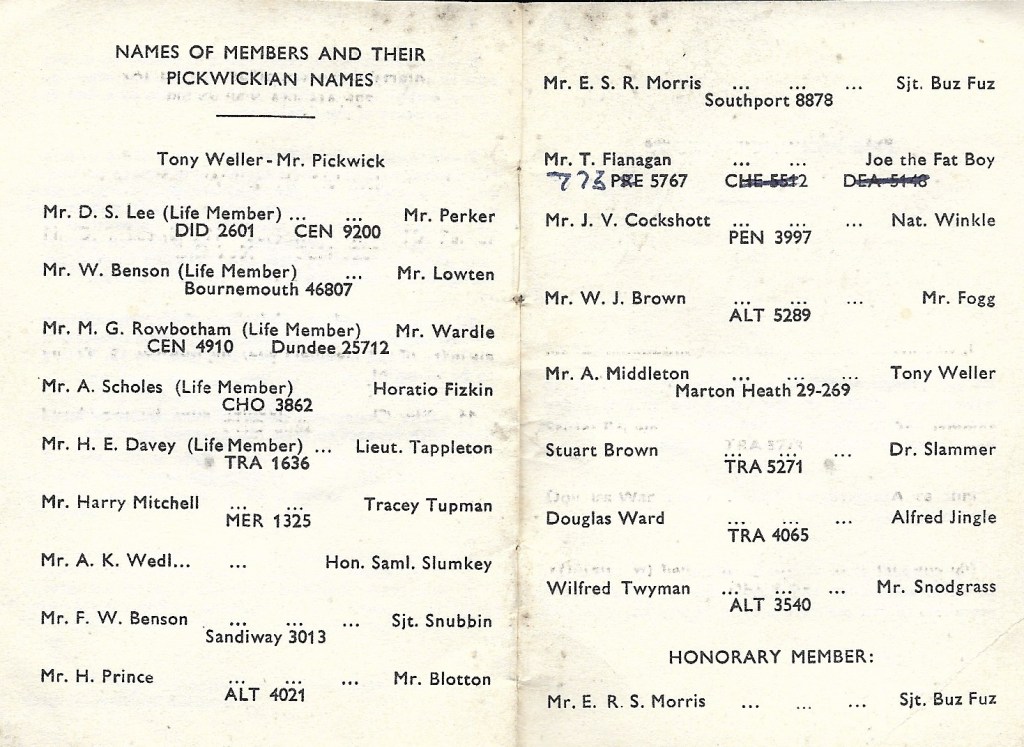 NAMES OF MEMBERS AND THEIR
PICKWICKIAN NAMES
Tony Weller - Mr. Pickwick
Mr. D. S. Lee (Life Member) ... ... Mr. Perker
DID 2601 CEN 9200
Mr. W. Benson (Life Member) ... Mr. Lowten
Bournemouth 46807
Mr. M. G. Rowbotham (Life Member) Mr. Wardle
CEN 4910 Dundee 25712
Mr. A. Scholes (Life Member) Horatio Fizkin
CHO 3862
Mr. H. E. Davey (Life Member) ... Lieut. Tappleton
TRA 1636
Mr. Harry Mitchell ... ... Tracey Tupman
MER 1325
Mr. A. K. Wedl... ... Hon. Saml. Slumkey
Mr. F. W. Benson ... ... ... Sjt. Snubbin
Sandiway 3013
Mr. H. Prince ... ... ... Mr. Blotton
ALT 4021
Mr. E. S. R. Morris ... ... ... Sjt. Buz Fuz
Southport 8878
Mr. T. Flanagan ... ... Joe the Fat Boy
773 PRE 5767 CHE 5512 DEA 5148
Mr. J. V. Cockshott ... ... ... Nat. Winkle
PEN 3997
Mr. W. J. Brown ... ... ... Mr. Fogg
ALT 5289
Mr. A. Middleton ... ... ... Tony Weller
Marton Heath 29-269
Stuart Brown ... ... ... Dr. Slammer
TRA 5271
Douglas Ward ... ... ... Alfred Jingle
TRA 4065
Wilfred Twyman ... ... ... Mr. Snodgrass
ALT 3540
HONORARY MEMBER:
Mr. E. R. S. Morris ... ... ... Sjt. Buz Fuz